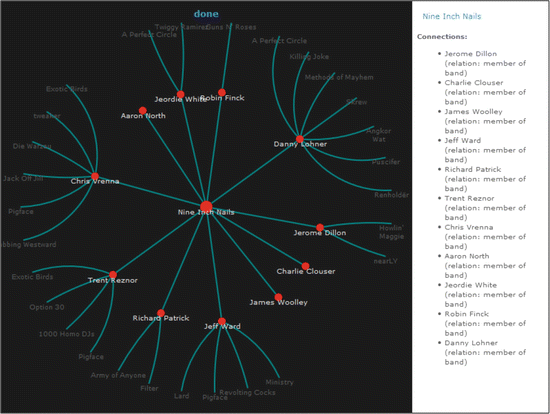 done
Twiggy Ramirez
Guns N' Roses
A Perfect Circle
A Perfect Circle
Killing Joke
Methods of Mayhem
Exotic Birds
Jeordie White
Robin Finck
Skrew
Aaron North
tweaker
Angkor
Wat
Die Warzau
Danny Lohner
Puscifer
Jack Off Jill
Chris Vrenna
Renholdër
Pigface
Nine Inch Nails
Howlin'
Maggie
Jerome Dillon
bbing Westward
nearLY
Charlie Clouser
Exotic Birds
Trent Reznor
James Woolley
Option 30
Richard Patrick
Jeff Ward
1000 Homo DJs
Pigface
Army of Anyone
Filter
Ministry
Lard
Pigface
Revolting Cocks
Nine Inch Nails
Connections:
Jerome Dillon
(relation: member of
band)
Charlie Clouser
(relation: member of
band)
James Woolley
(relation: member of
band)
Jeff Ward
(relation: member of
band)
Richard Patrick
(relation: member of
band)
Trent Reznor
(relation: member of
band)
Chris Vrenna
(relation: member of
band)
Aaron North
(relation: member of
band)
Jeordie White
(relation: member of
band)
Robin Finck
(relation: member of
band)
Danny Lohner
(relation: member of
band)